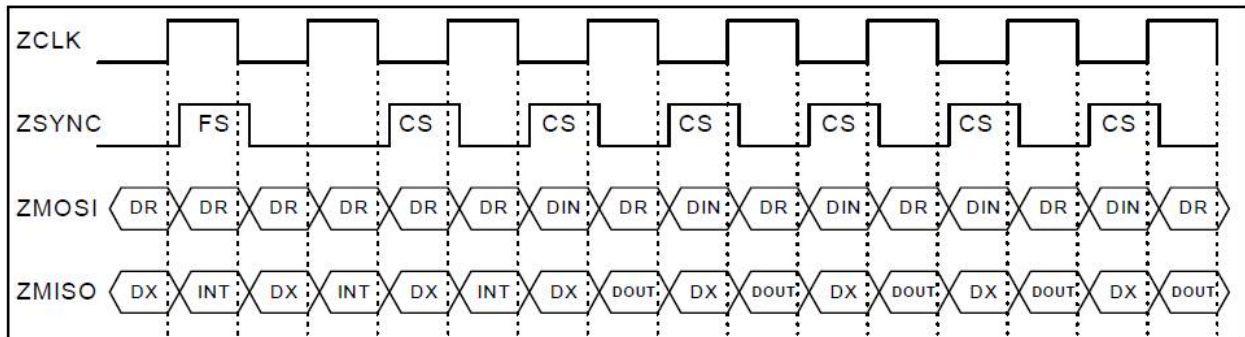 ZCLK
ZSYNC FS CS CS CS CS CS CS
ZMOSI DR DR DR DR DR DR DIN DR DIN DR DIN DR DIN DR DIN DR
ZMISO DX INT DX INT DX INT DX DOUT DX DOUT DX DOUT DX DOUT DX DOUT